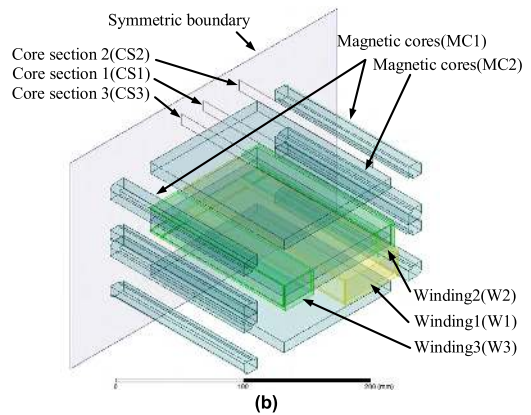 Symmetric boundary
Core section 2(CS2)
Core section 1(CS1)
Core section 3(CS3)
Magnetic cores(MC1)
Magnetic cores(MC2)
Winding2(W2)
Winding1(W1)
Winding3(W3)
0 100 200 (mm)
(b)